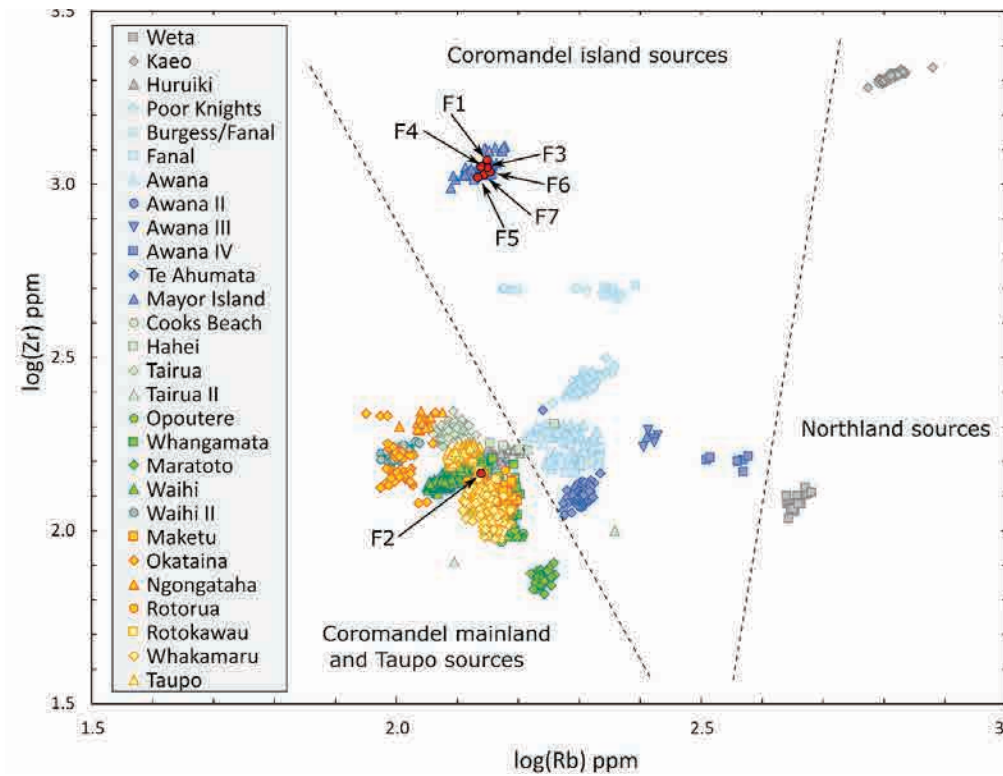 3.5
3.0
2.5
2.0
1.5
log(Zr) ppm
Weta
Kaeo
Huruiki
Poor Knights
Burgess/Fanal
Fanal
Awana
Awana II
Awana III
Awana IV
Te Ahumata
Mayor Island
Cooks Beach
Hahei
Tairua
Tairua II
Opoutere
Whangamata
Maratoto
Waihi
Waihi II
Maketu
Okataina
Ngongataha
Rotorua
Rotokawau
Whakamaru
Taupo
Coromandel island sources
F1
F4
F3
F6
F7
F5
Northland sources
F2
Coromandel mainland
and Taupo sources
1.5
2.0
2.5
3
log(Rb) ppm